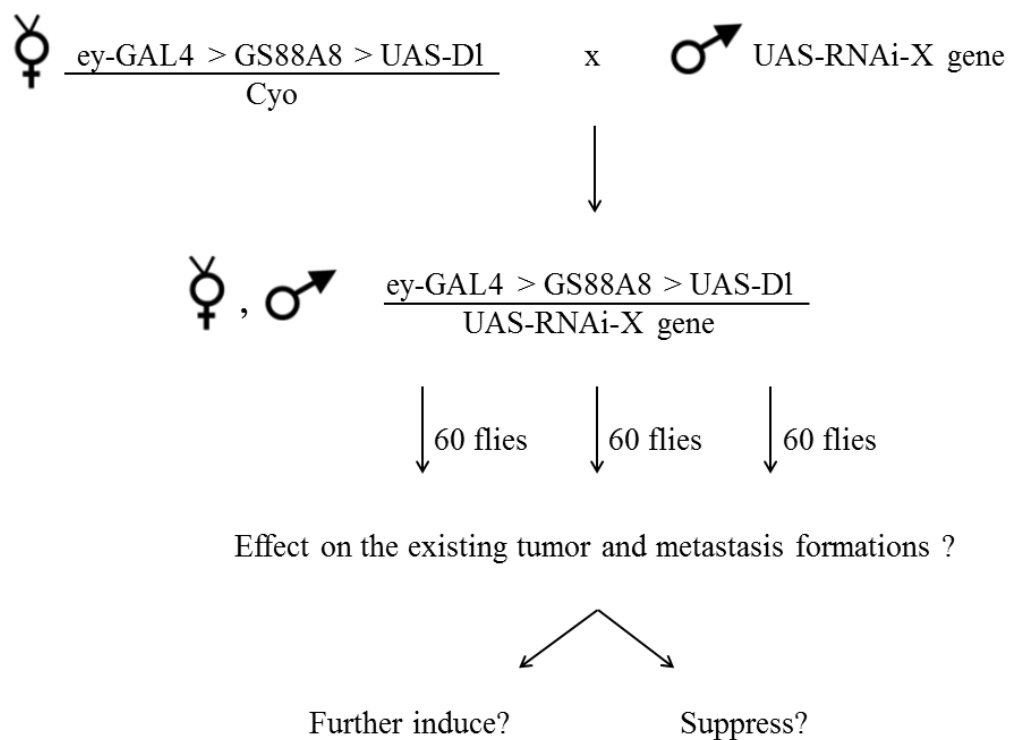 ey-GAL4 > GS88A8 > UAS-Dl x UAS-RNAi-X gene
Cyo
ey-GAL4 > GS88A8 > UAS-Dl
,
UAS-RNAi-X gene
60 flies 60 flies 60 flies
Effect on the existing tumor and metastasis formations ?
Further induce? Suppress?